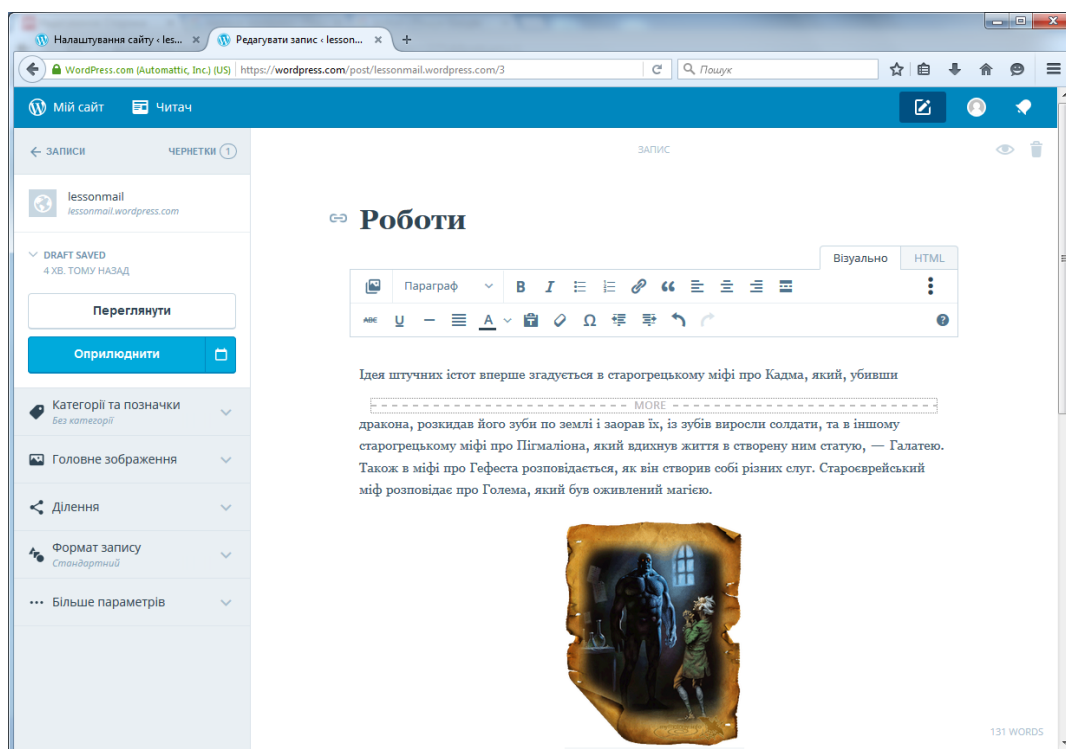 Налаштування сайту ‹ les...
Редагувати запис ‹ lesson...
WordPress.com (Automattic, Inc.) (US)
https://wordpress.com/post/lessonmail.wordpress.com/3
Пошук
Мій сайт
Читач
ЗАПИСИ
ЧЕРНЕТКИ 1
ЗАПИС
lessonmail
lessonmail.wordpress.com
Роботи
DRAFT SAVED
4 ХВ. ТОМУ НАЗАД
Візуально
HTML
Переглянути
Параграф
B I
ABC U A Ω
Оприлюднити
Ідея штучних істот вперше згадується в старогрецькому міфі про Кадма, який, убивши
MORE
дракона, розкидав його зуби по землі і заорав їх, із зубів виросли солдати, та в іншому
старогрецькому міфі про Пігмаліона, який вдихнув життя в створену ним статую, — Галатею.
Також в міфі про Гефеста розповідається, як він створив собі різних слуг. Староєврейський
міф розповідає про Голема, який був оживлений магією.
Категорії та позначки
Без категорії
Головне зображення
Ділення
Формат запису
Стандартний
Більше параметрів
131 WORDS